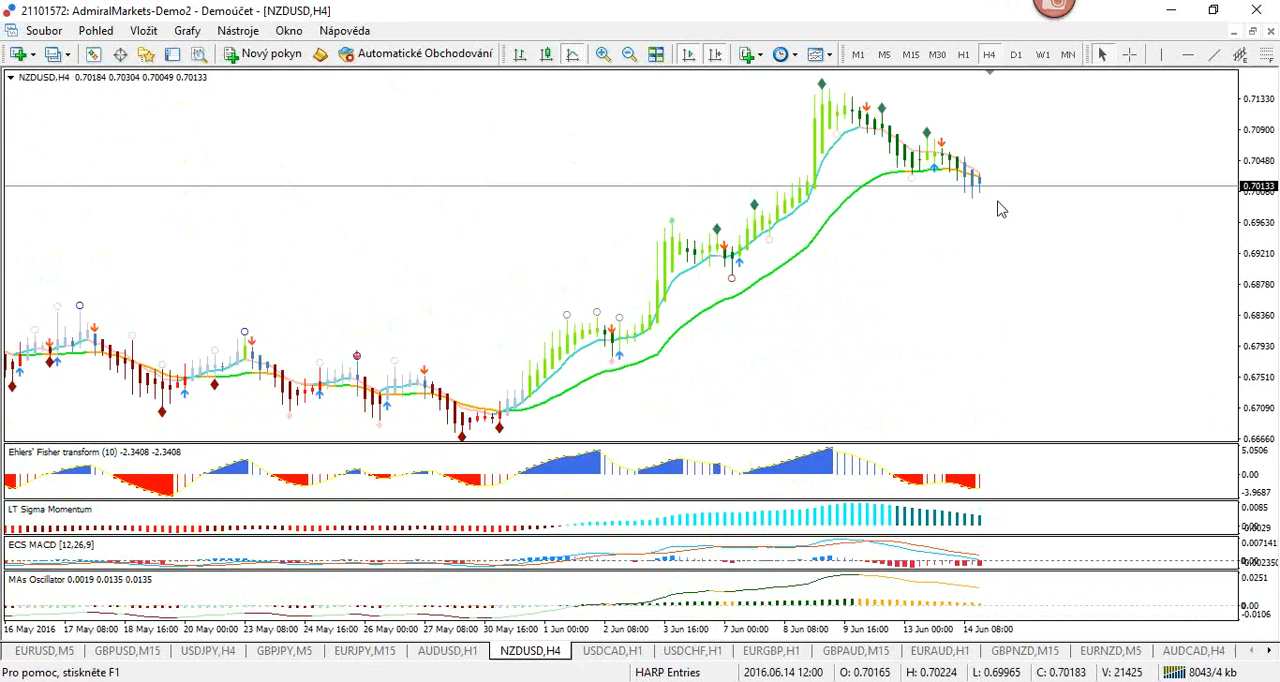 21101572: AdmiralMarkets-Demo2 - Demoúčet - [NZDUSD,H4]
Soubor Pohled Vložit Grafy Nástroje Okno Nápověda
Nový pokyn Automatické Obchodování M1 M5 M15 M30 H1 H4 D1 W1 MN
NZDUSD,H4 0.70184 0.70304 0.70049 0.70133
0.71330
0.70900
0.70480
0.70133
0.69630
0.69210
0.68780
0.68360
0.67930
0.67510
0.67090
0.66660
Ehlers' Fisher transform (10) -2.3408 -2.3408
5.0506
0.00
-3.9687
LT Sigma Momentum
0.0085
ECS MACD [12,26,9]
0.007141
MAs Oscillator 0.0019 0.0135 0.0135
0.0251
0.00
-0.0106
16 May 2016 17 May 08:00 18 May 16:00 20 May 00:00 23 May 08:00 24 May 16:00 26 May 00:00 27 May 08:00 30 May 16:00 1 Jun 00:00 2 Jun 08:00 3 Jun 16:00 7 Jun 00:00 8 Jun 08:00 9 Jun 16:00 13 Jun 00:00 14 Jun 08:00
EURUSD,M5 GBPUSD,M15 USDJPY,H4 GBPJPY,M5 EURJPY,M15 AUDUSD,H1 NZDUSD,H4 USDCAD,H1 USDCHF,H1 EURGBP,H1 GBPAUD,M15 EURAUD,H1 GBPNZD,M15 EURNZD,M5 AUDCAD,H4
Pro pomoc, stiskněte F1 HARP Entries 2016.06.14 12:00 O: 0.70165 H: 0.70224 L: 0.69965 C: 0.70183 V: 21425 8043/4 kb